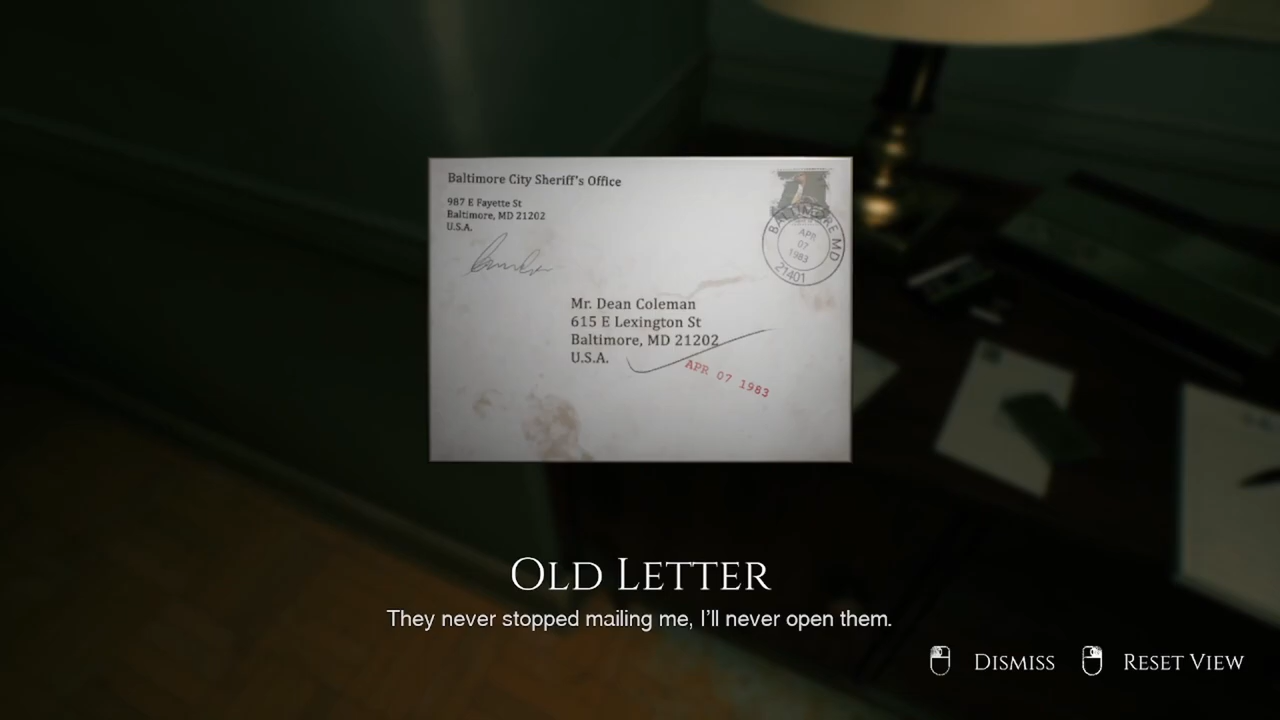 Baltimore City Sheriff's Office
987 E Fayette St
Baltimore, MD 21202
U.S.A.
BALTIMORE MD
APR
07
1983
21401
Mr. Dean Coleman
615 E Lexington St
Baltimore, MD 21202
U.S.A.
APR 07 1983
OLD LETTER
They never stopped mailing me, I'll never open them.
DISMISS
RESET VIEW